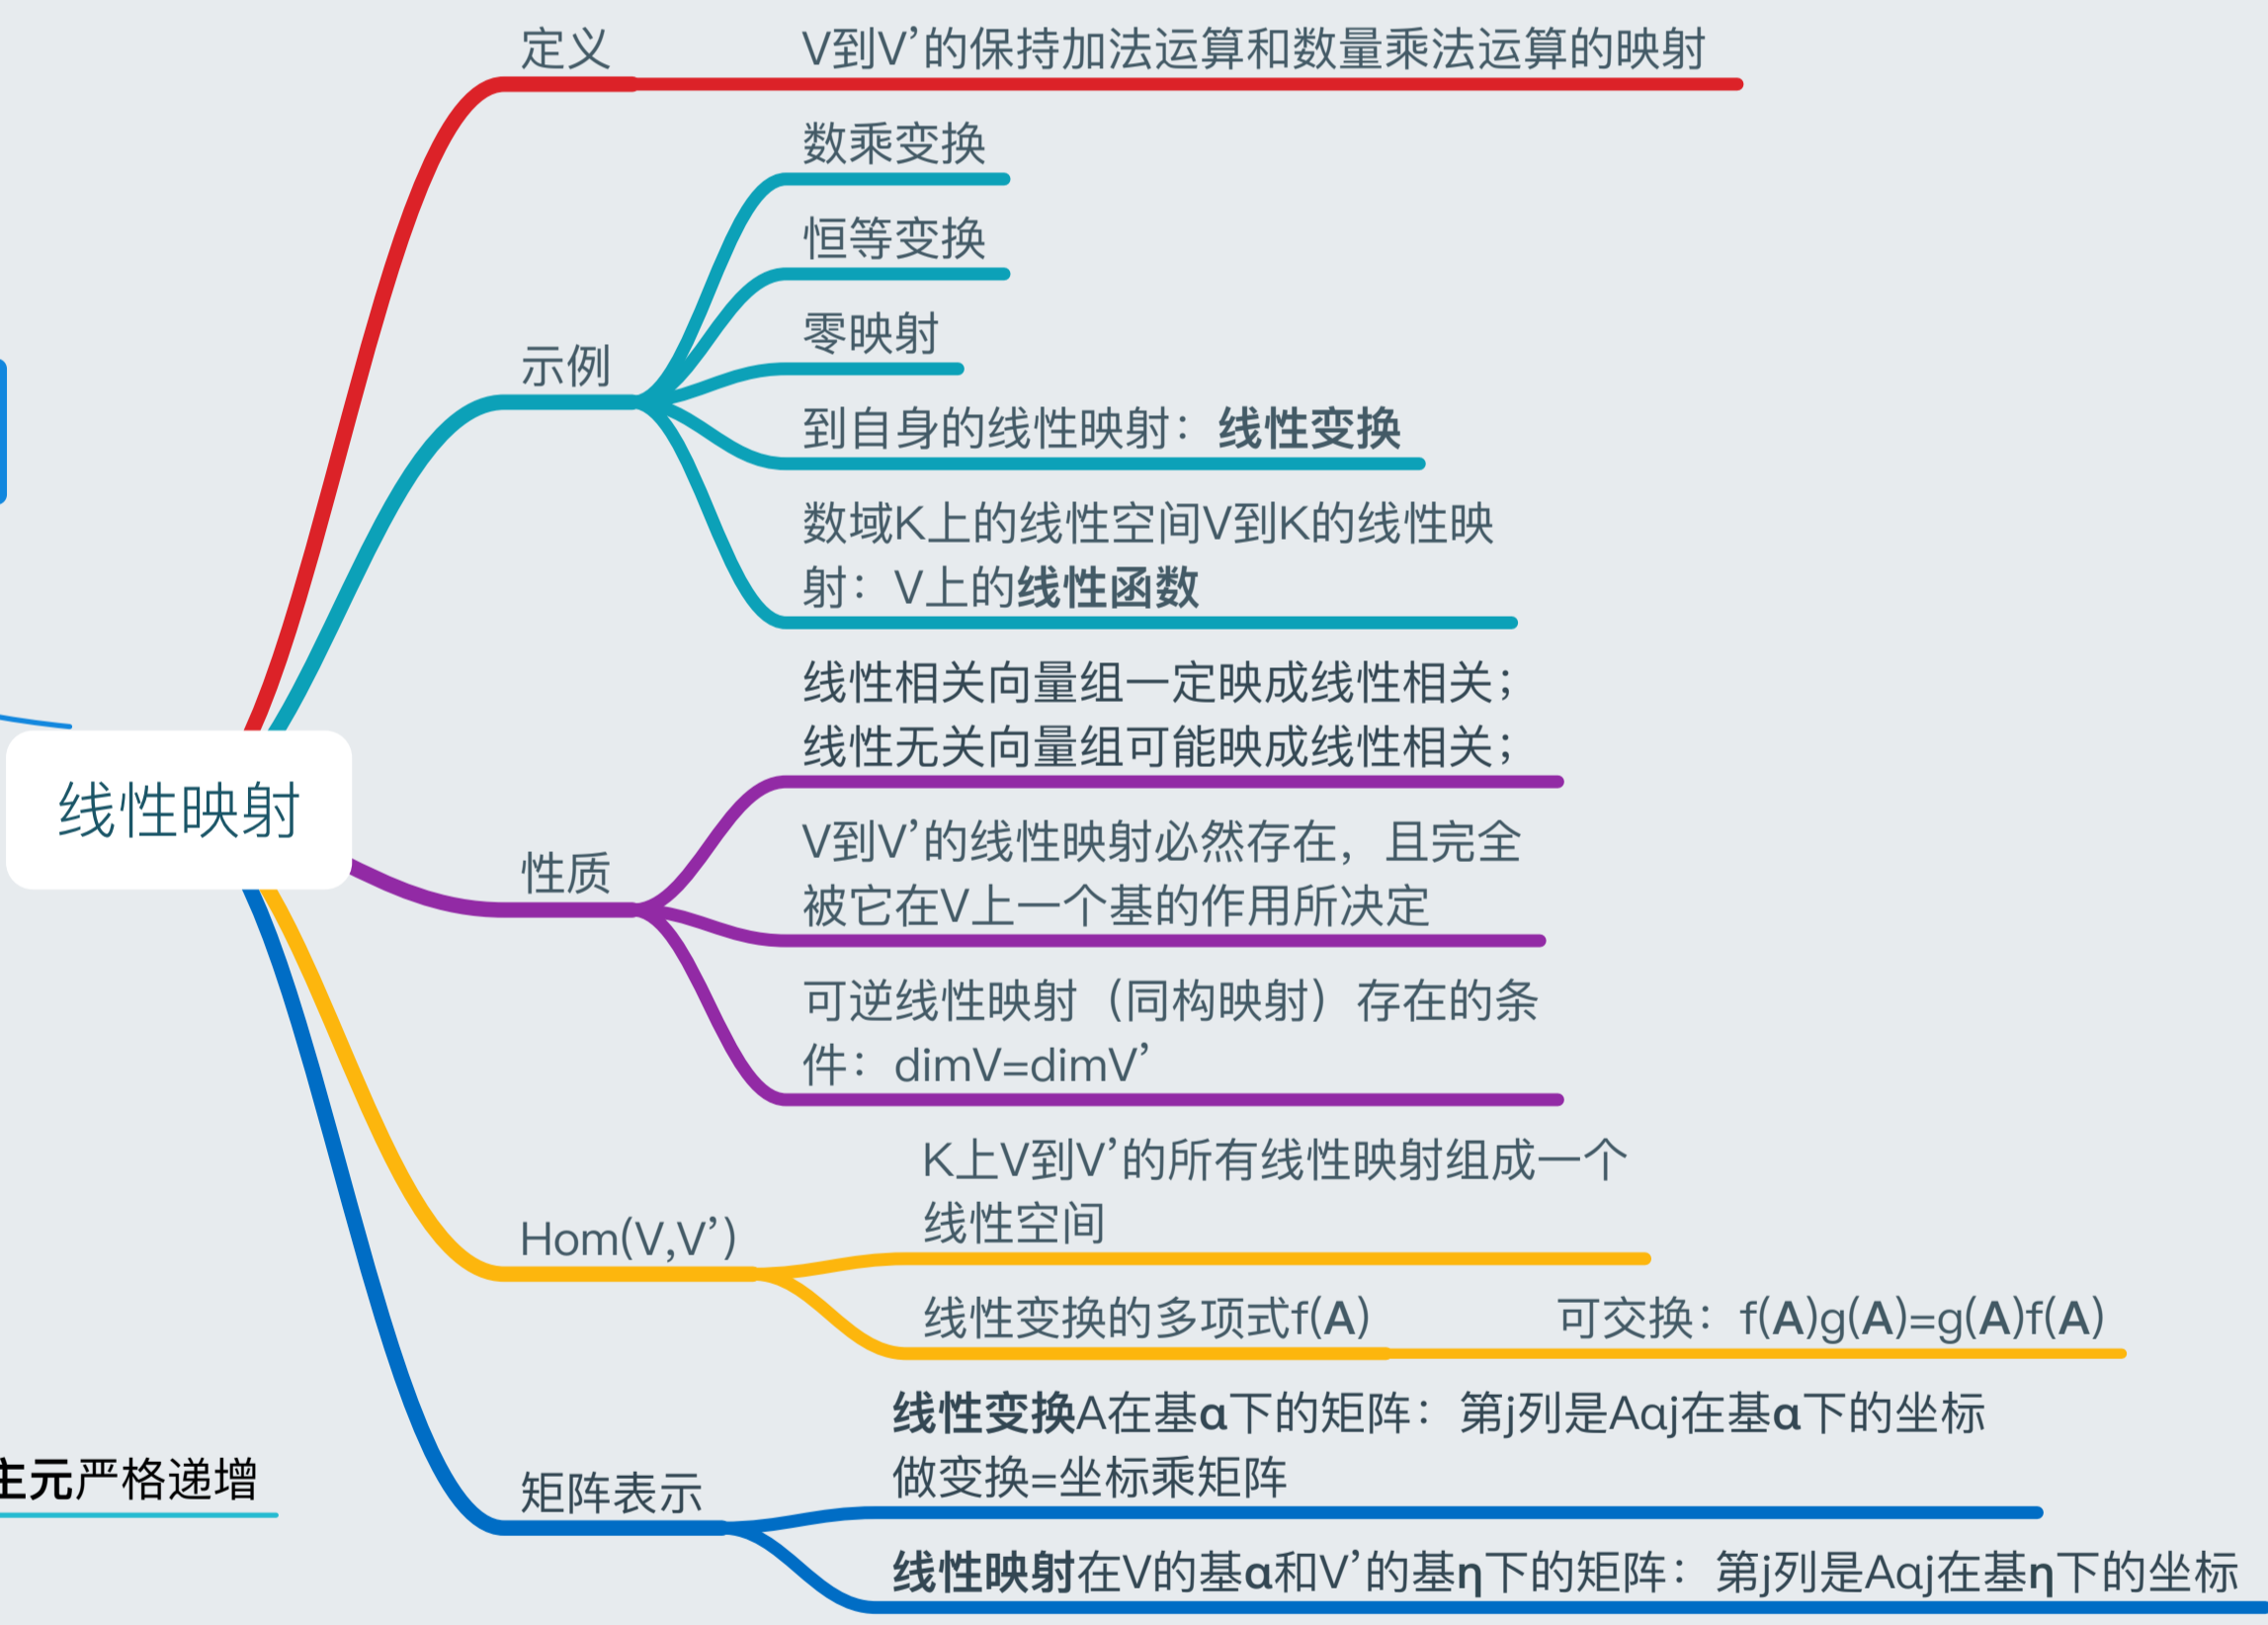 定义
V到V’的保持加法运算和数量乘法运算的映射
数乘变换
恒等变换
零映射
示例
到自身的线性映射：线性变换
数域K上的线性空间V到K的线性映
射：V上的线性函数
线性相关向量组一定映成线性相关；
线性无关向量组可能映成线性相关；
线性映射
V到V’的线性映射必然存在，且完全
被它在V上一个基的作用所决定
性质
可逆线性映射（同构映射）存在的条
件：dimV=dimV’
K上V到V’的所有线性映射组成一个
线性空间
Hom(V,V’)
线性变换的多项式f(A)
可交换：f(A)g(A)=g(A)f(A)
线性变换A在基α下的矩阵：第j列是Aαj在基α下的坐标
做变换=坐标乘矩阵
矩阵表示
主元严格递增
线性映射在V的基α和V’的基η下的矩阵：第j列是Aαj在基η下的坐标